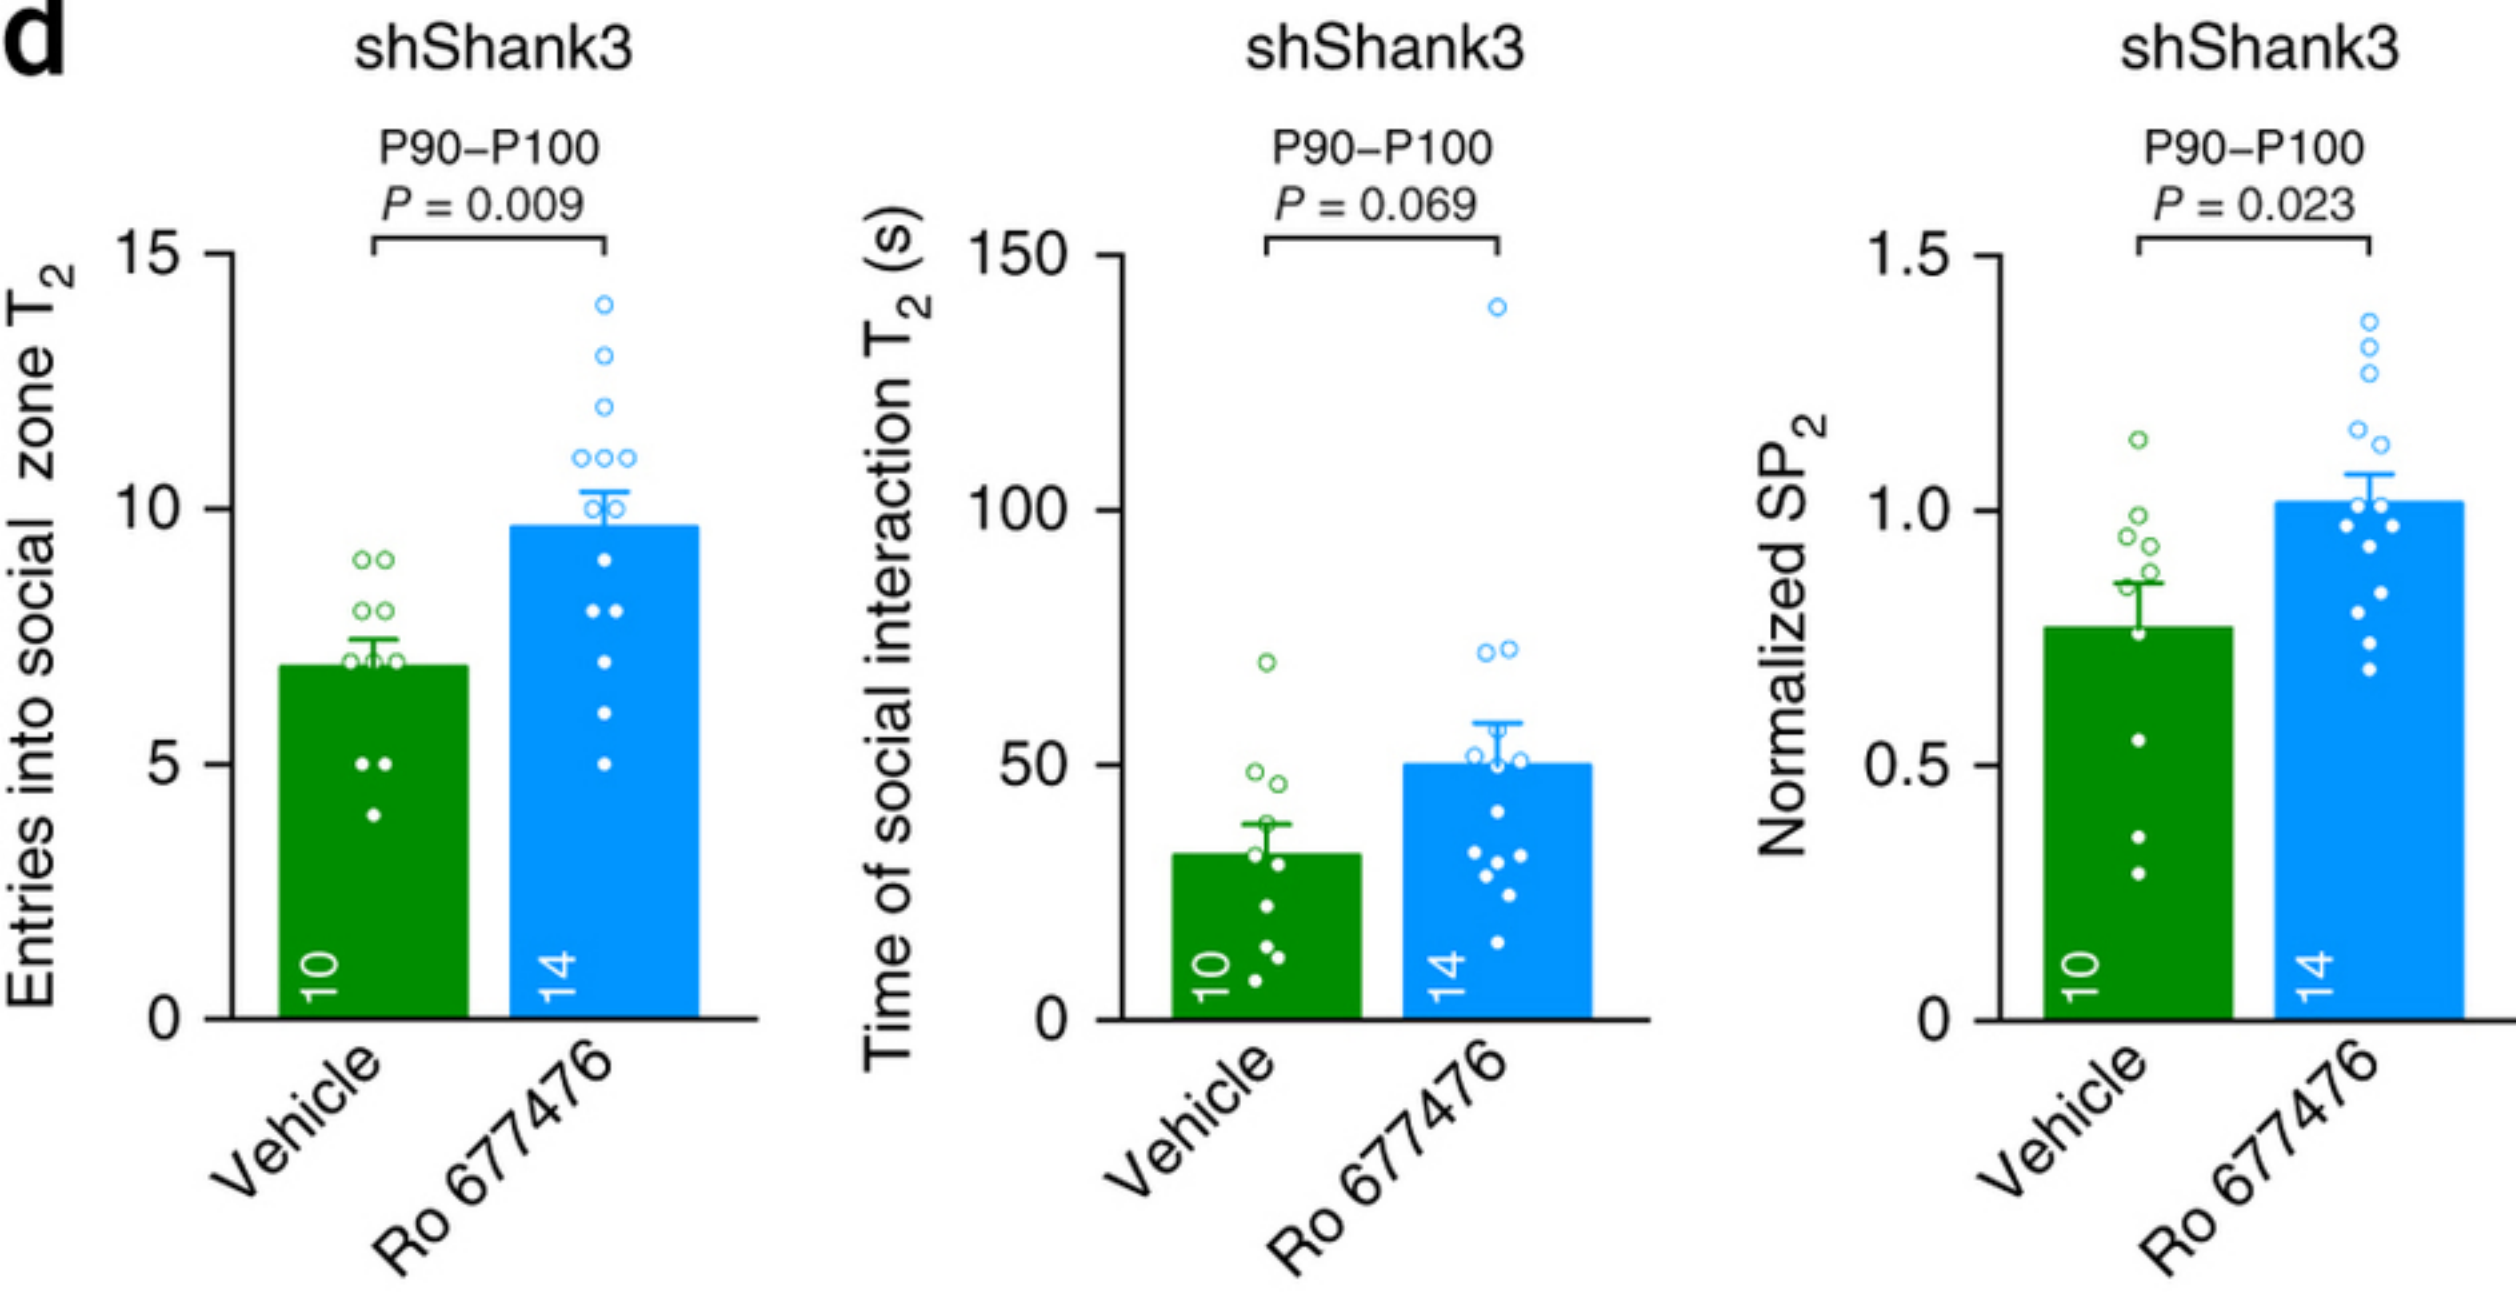 d
shShank3
P90–P100
P = 0.009
Entries into social zone T2
15
10
5
0
10
14
Vehicle
Ro 677476
shShank3
P90–P100
P = 0.069
Time of social interaction T2 (s)
150
100
50
0
10
14
Vehicle
Ro 677476
shShank3
P90–P100
P = 0.023
Normalized SP2
1.5
1.0
0.5
0
10
14
Vehicle
Ro 677476